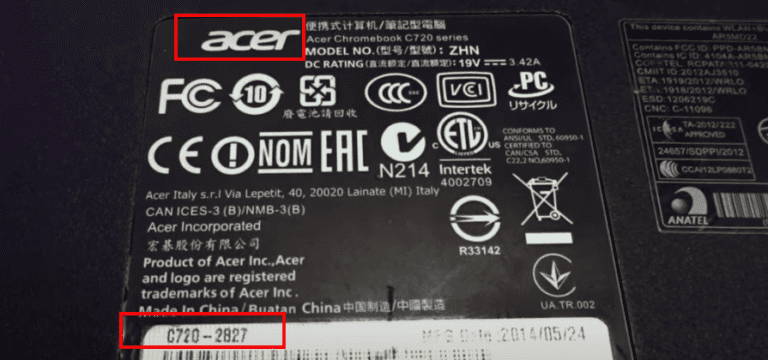 acer
便携式计算机/筆記型電腦
Acer Chromebook C720 series
MODEL NO.(型号/型號): ZHN
DC RATING(直流額定/直流额定): 19V 3.42A
FC
10
廢電池請回收
CCC
VCCI
PC
リサイクル
CE
NOM
EAC
N214
c ETL us
Intertek
4002709
CONFORMS TO
ANSI/UL STD. 60950-1
CERTIFIED TO
CAN/CSA STD.
C22.2 NO.60950-1
Acer Italy s.r.l Via Lepetit, 40, 20020 Lainate (MI) Italy
CAN ICES-3 (B)/NMB-3(B)
Acer Incorporated
宏碁股份有限公司
Product of Acer Inc.,Acer
and logo are registered
trademarks of Acer Inc.
Made In China/Buatan China 中国制造/中國製造
R33142
UA.TR.002
C720-2827
MFG Date:2014/05/24
This device contains WLAN
Contains FCC ID:
Contains IC ID:
CMIIT ID:2012AJ3510
ETA:1919/2012/WRLO
ETA:1918/2012/WRLO
ESD:1206219C
CNC: C-11096
ICASA
TA-2012/222
APPROVED
24657/SDPPI/2012
ANATEL